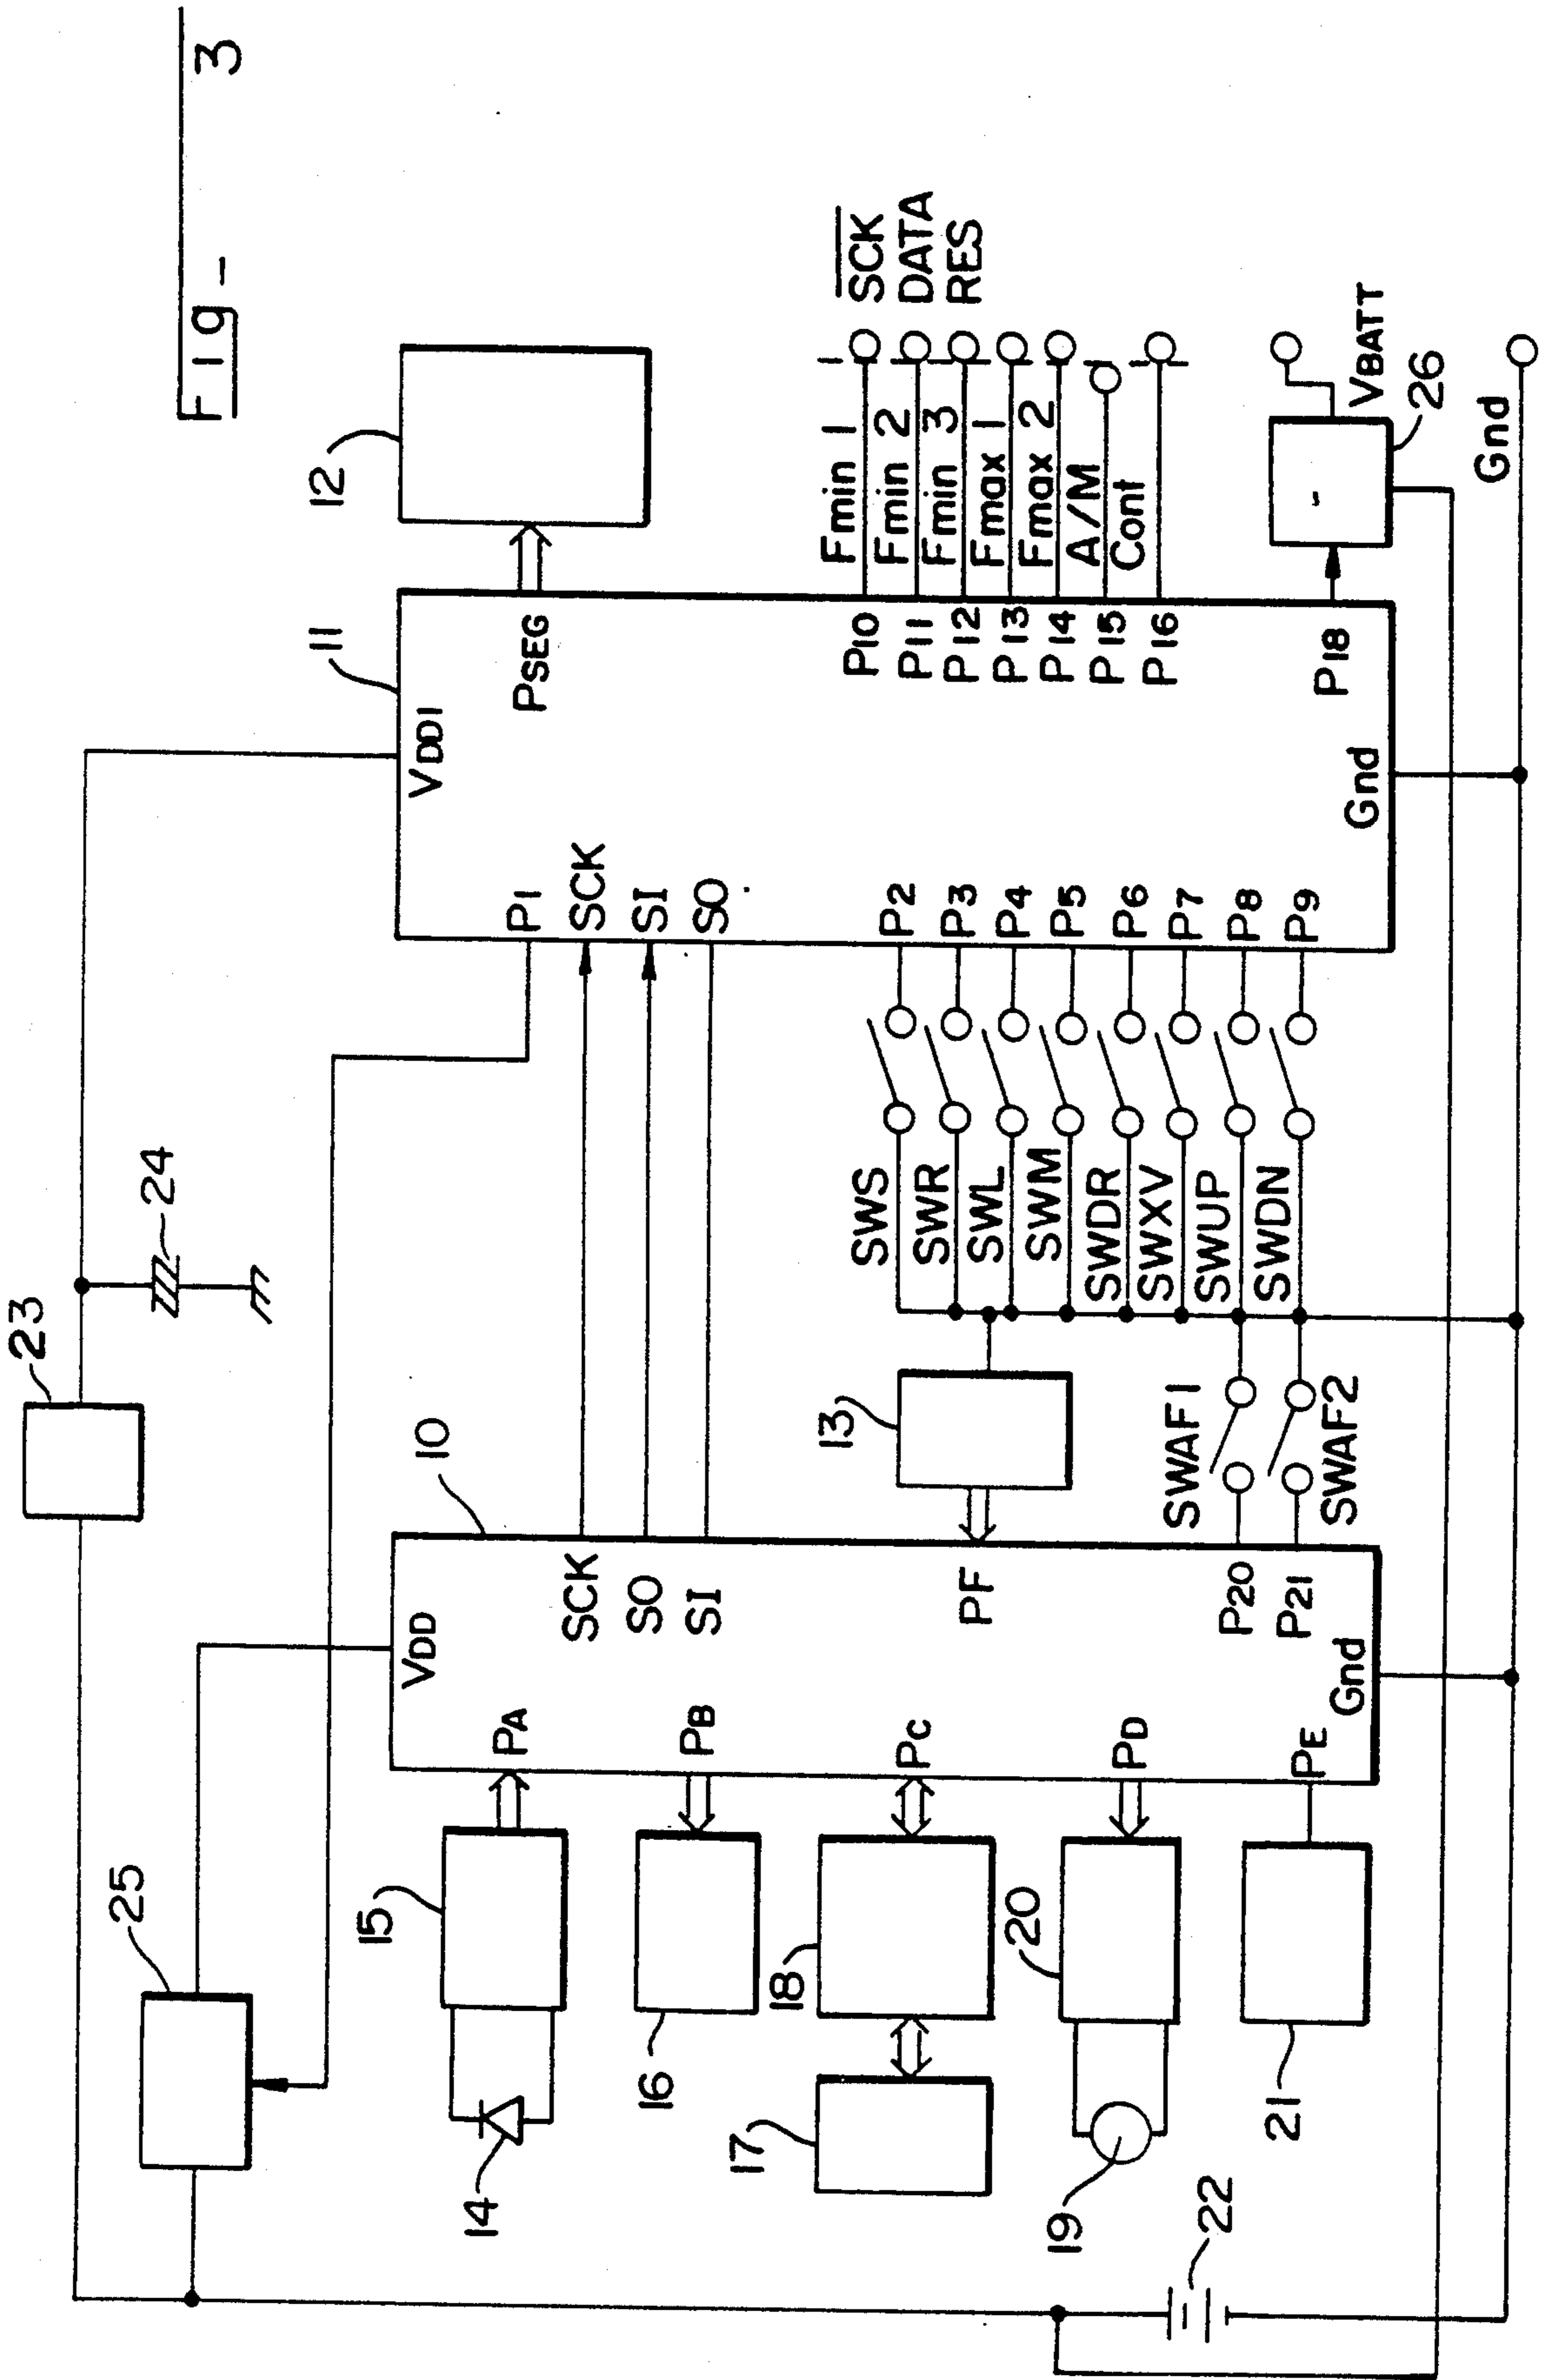 Fig- 3
23
24
25
10
11
12
VDD
VDD1
P1
SCK
SI
SO
PSEG
SCK
SO
SI
PF
P20
P21
Gnd
PA
PB
PC
PD
PE
15
14
16
18
17
20
19
21
22
13
SWS
SWR
SWL
SWM
SWDR
SWXV
SWUP
SWDN
SWAF1
SWAF2
P2
P3
P4
P5
P6
P7
P8
P9
Gnd
P10
P11
P12
P13
P14
P15
P16
P18
Fmin 1
Fmin 2
Fmin 3
Fmax 1
Fmax 2
A/M
Cont
S̅C̅K̅
DATA
RES
VBATT
26
Gnd